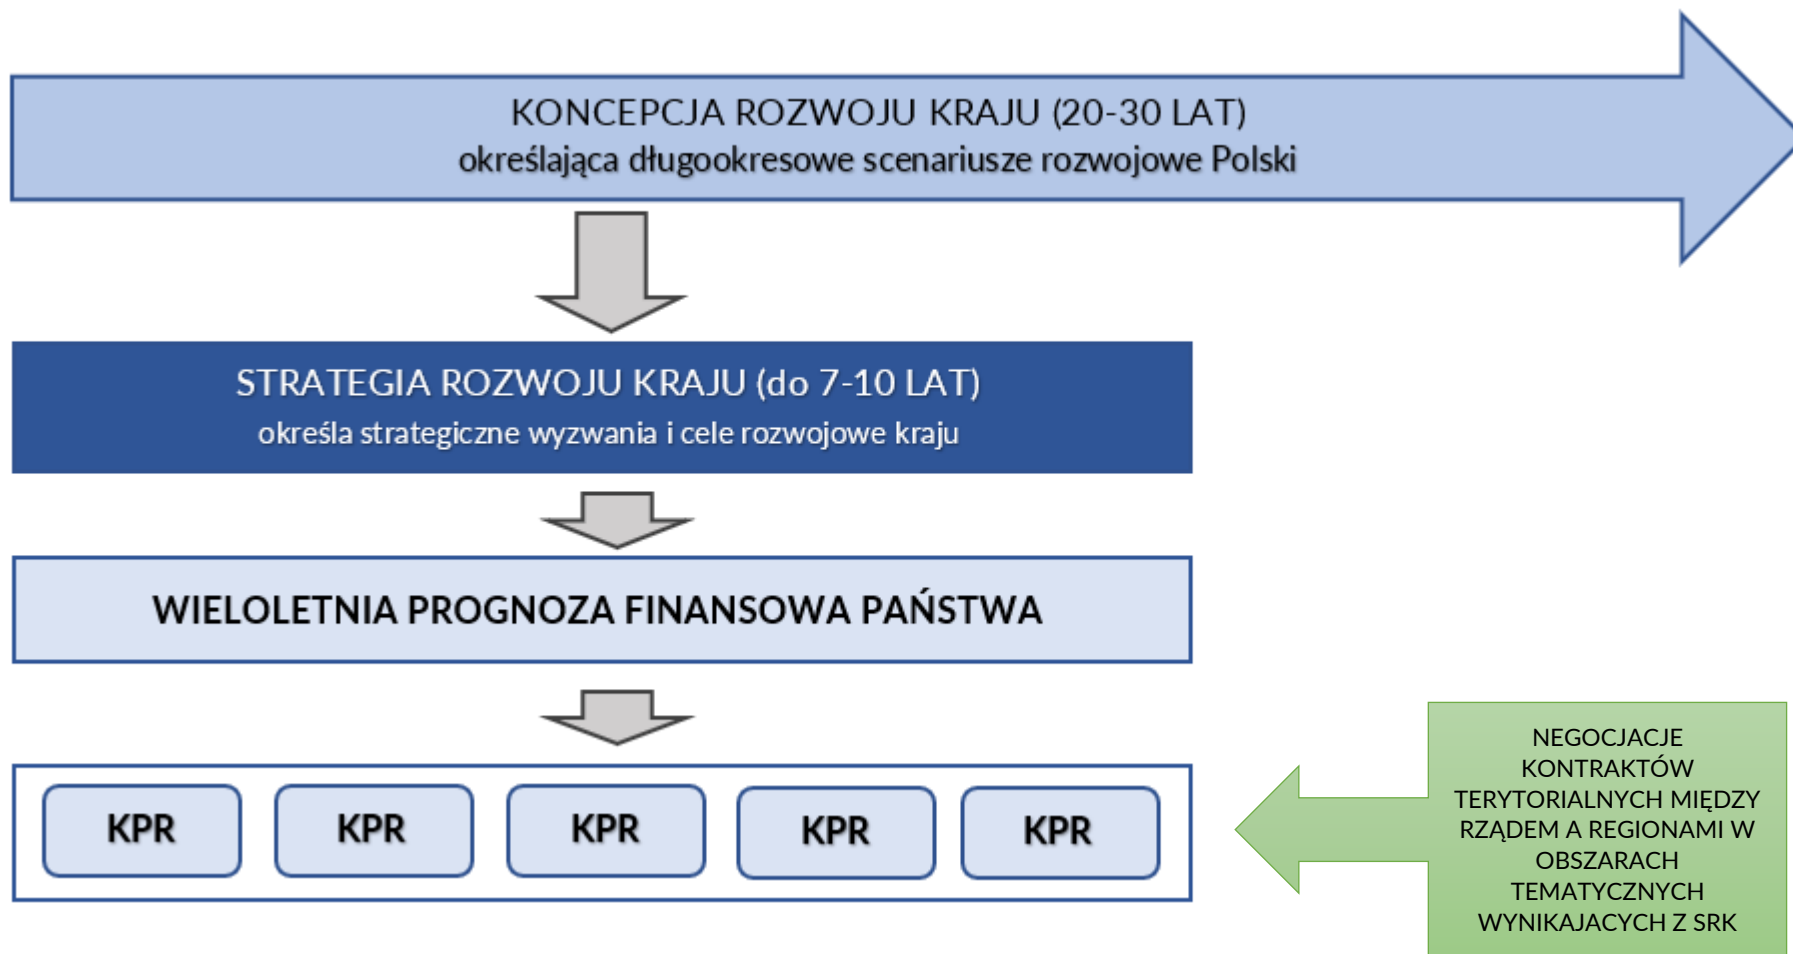 KONCEPCJA ROZWOJU KRAJU (20-30 LAT)
określająca długookresowe scenariusze rozwojowe Polski
STRATEGIA ROZWOJU KRAJU (do 7-10 LAT)
określa strategiczne wyzwania i cele rozwojowe kraju
WIELOLETNIA PROGNOZA FINANSOWA PAŃSTWA
KPR
KPR
KPR
KPR
KPR
NEGOCJACJE
KONTRAKTÓW
TERYTORIALNYCH MIĘDZY
RZĄDEM A REGIONAMI W
OBSZARACH
TEMATYCZNYCH
WYNIKAJACYCH Z SRK